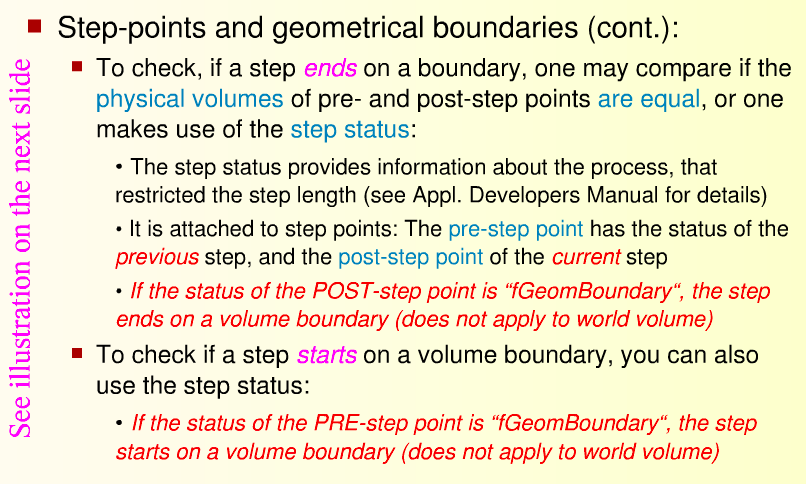 Step-points and geometrical boundaries (cont.):
To check, if a step ends on a boundary, one may compare if the
physical volumes of pre- and post-step points are equal, or one
makes use of the step status:
• The step status provides information about the process, that
restricted the step length (see Appl. Developers Manual for details)
• It is attached to step points: The pre-step point has the status of the
previous step, and the post-step point of the current step
• If the status of the POST-step point is “fGeomBoundary“, the step
ends on a volume boundary (does not apply to world volume)
To check if a step starts on a volume boundary, you can also
use the step status:
• If the status of the PRE-step point is “fGeomBoundary“, the step
starts on a volume boundary (does not apply to world volume)
See illustration on the next slide